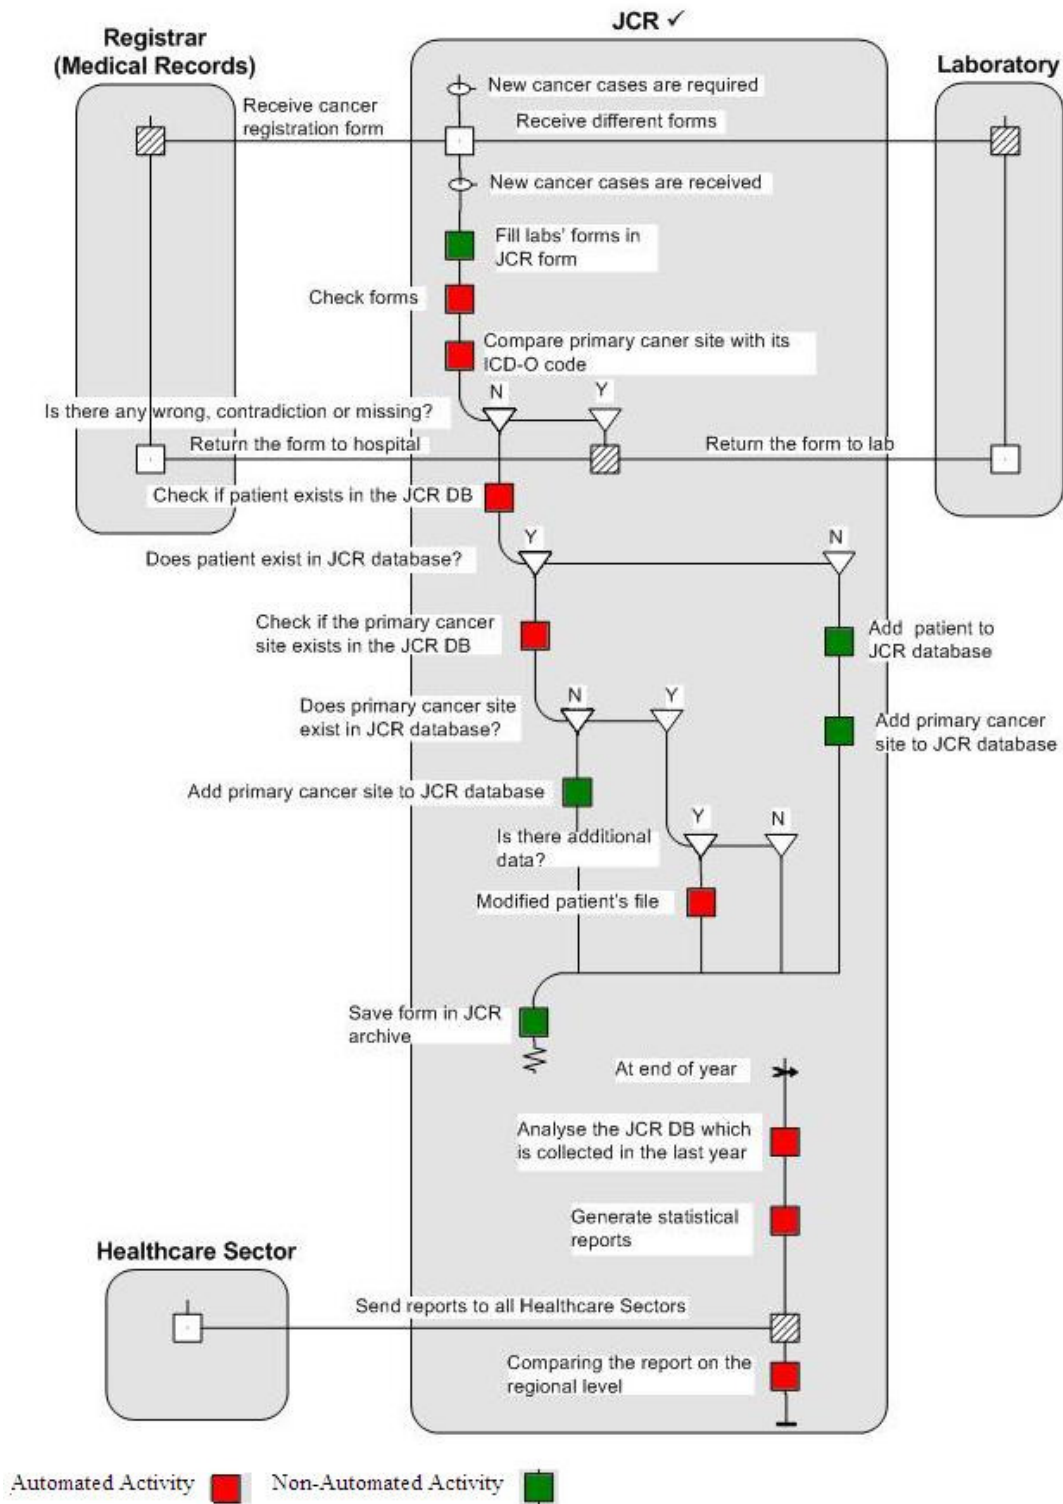 JCR ✓
Registrar
(Medical Records)
Laboratory
New cancer cases are required
Receive cancer
registration form
Receive different forms
New cancer cases are received
Fill labs' forms in
JCR form
Check forms
Compare primary caner site with its
ICD-O code
N
Y
Is there any wrong, contradiction or missing?
Return the form to hospital
Return the form to lab
Check if patient exists in the JCR DB
Y
N
Does patient exist in JCR database?
Check if the primary cancer
site exists in the JCR DB
Add patient to
JCR database
N
Y
Does primary cancer site
exist in JCR database?
Add primary cancer
site to JCR database
Add primary cancer site to JCR database
Y
N
Is there additional
data?
Modified patient's file
Save form in JCR
archive
At end of year
Analyse the JCR DB which
is collected in the last year
Generate statistical
reports
Healthcare Sector
Send reports to all Healthcare Sectors
Comparing the report on the
regional level
Automated Activity
Non-Automated Activity